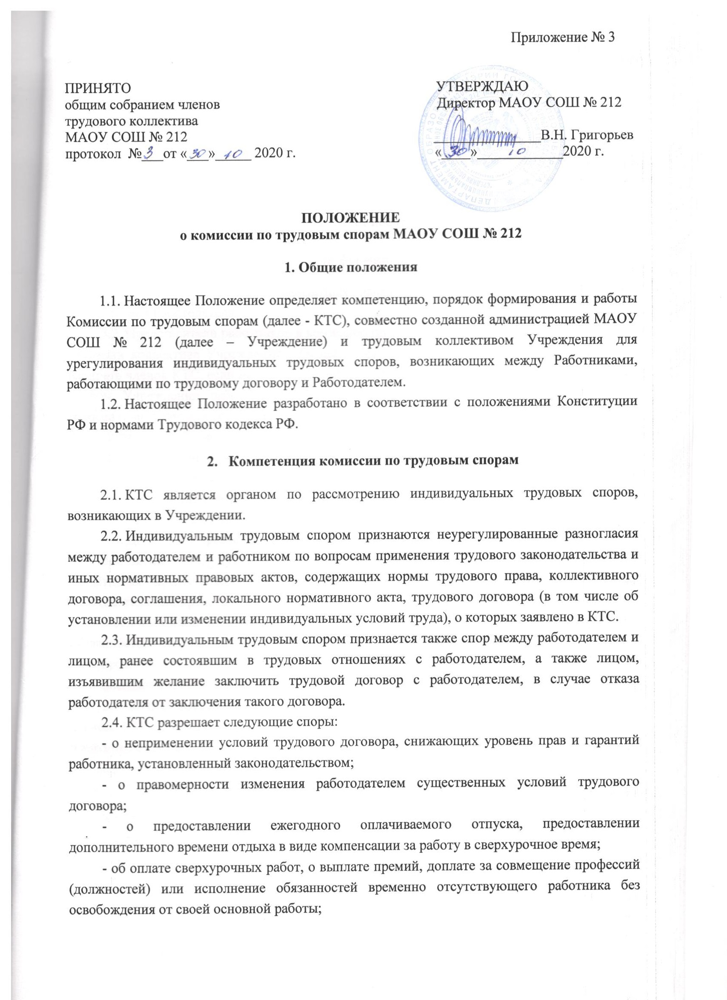 Приложение № 3
ПРИНЯТО
общим собранием членов
трудового коллектива
МАОУ СОШ № 212
протокол №_3_от «_30_»_10_ 2020 г.
УТВЕРЖДАЮ
Директор МАОУ СОШ № 212
В.Н. Григорьев
«_30_»_10_2020 г.
ПОЛОЖЕНИЕ
о комиссии по трудовым спорам МАОУ СОШ № 212
1. Общие положения
1.1. Настоящее Положение определяет компетенцию, порядок формирования и работы
Комиссии по трудовым спорам (далее - КТС), совместно созданной администрацией МАОУ
СОШ № 212 (далее – Учреждение) и трудовым коллективом Учреждения для
урегулирования индивидуальных трудовых споров, возникающих между Работниками,
работающими по трудовому договору и Работодателем.
1.2. Настоящее Положение разработано в соответствии с положениями Конституции
РФ и нормами Трудового кодекса РФ.
2. Компетенция комиссии по трудовым спорам
2.1. КТС является органом по рассмотрению индивидуальных трудовых споров,
возникающих в Учреждении.
2.2. Индивидуальным трудовым спором признаются неурегулированные разногласия
между работодателем и работником по вопросам применения трудового законодательства и
иных нормативных правовых актов, содержащих нормы трудового права, коллективного
договора, соглашения, локального нормативного акта, трудового договора (в том числе об
установлении или изменении индивидуальных условий труда), о которых заявлено в КТС.
2.3. Индивидуальным трудовым спором признается также спор между работодателем и
лицом, ранее состоявшим в трудовых отношениях с работодателем, а также лицом,
изъявившим желание заключить трудовой договор с работодателем, в случае отказа
работодателя от заключения такого договора.
2.4. КТС разрешает следующие споры:
- о неприменении условий трудового договора, снижающих уровень прав и гарантий
работника, установленный законодательством;
- о правомерности изменения работодателем существенных условий трудового
договора;
- о предоставлении ежегодного оплачиваемого отпуска, предоставлении
дополнительного времени отдыха в виде компенсации за работу в сверхурочное время;
- об оплате сверхурочных работ, о выплате премий, доплате за совмещение профессий
(должностей) или исполнение обязанностей временно отсутствующего работника без
освобождения от своей основной работы;